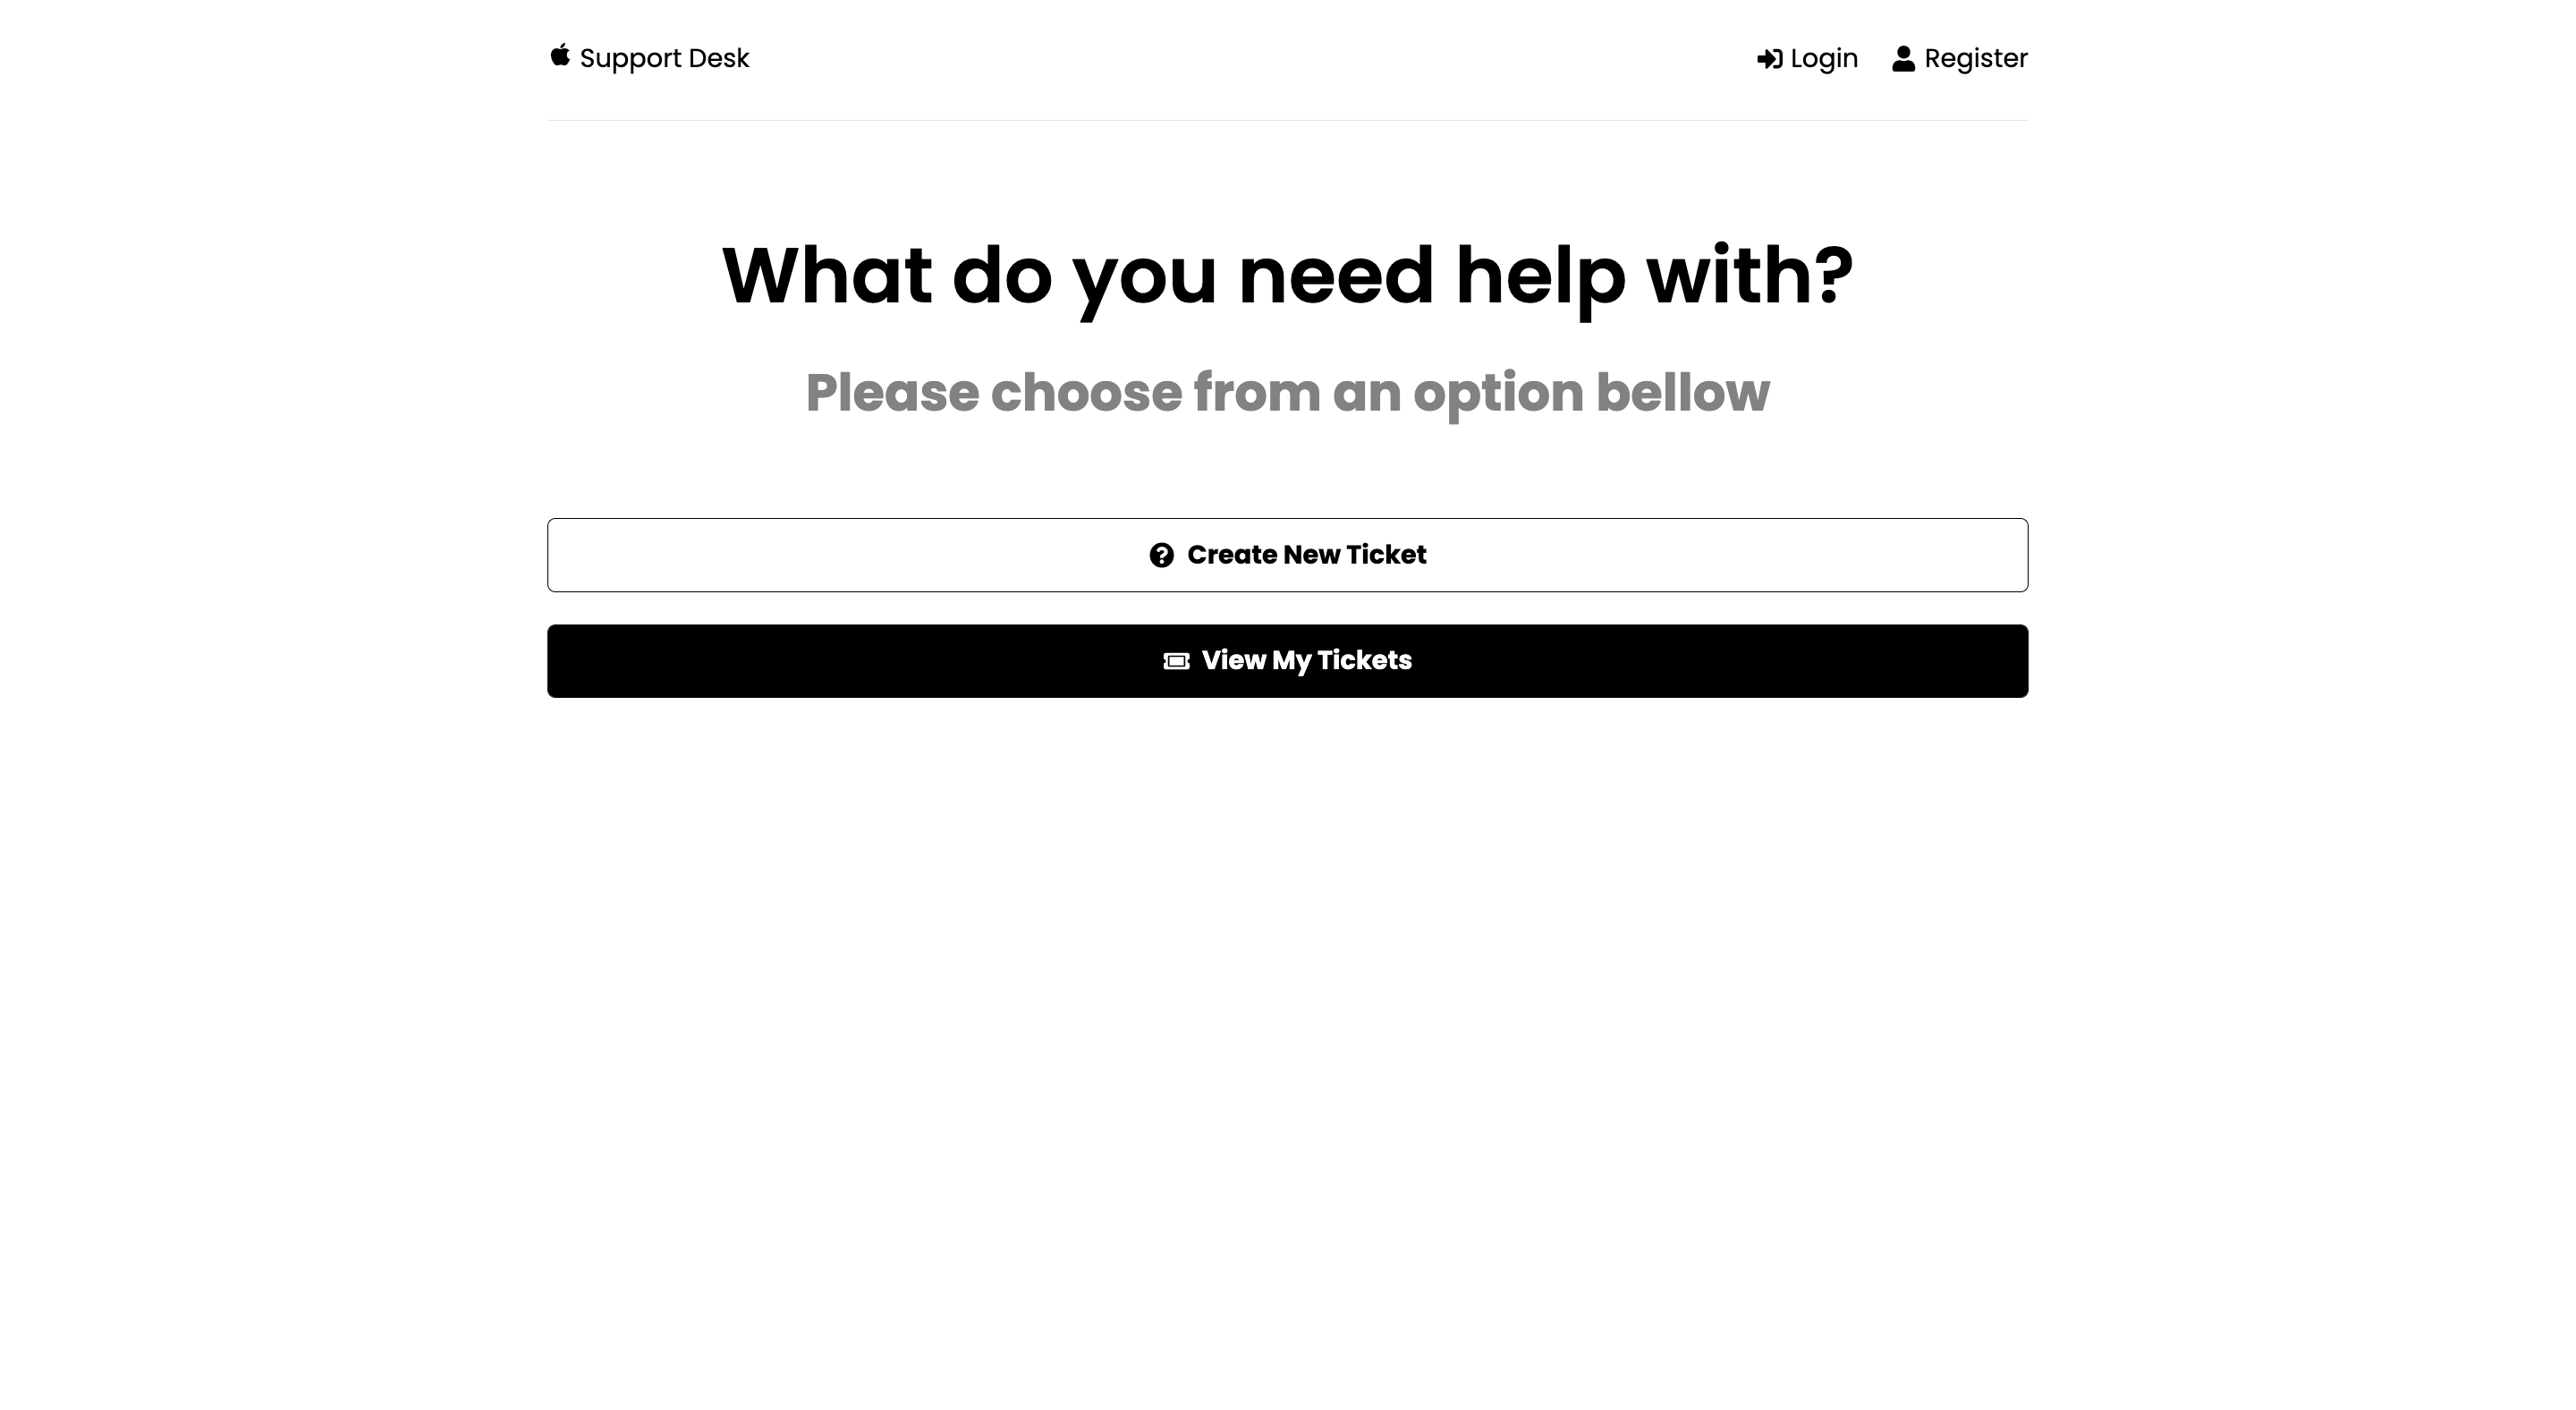 Support Desk
Login
Register
What do you need help with?
Please choose from an option bellow
Create New Ticket
View My Tickets